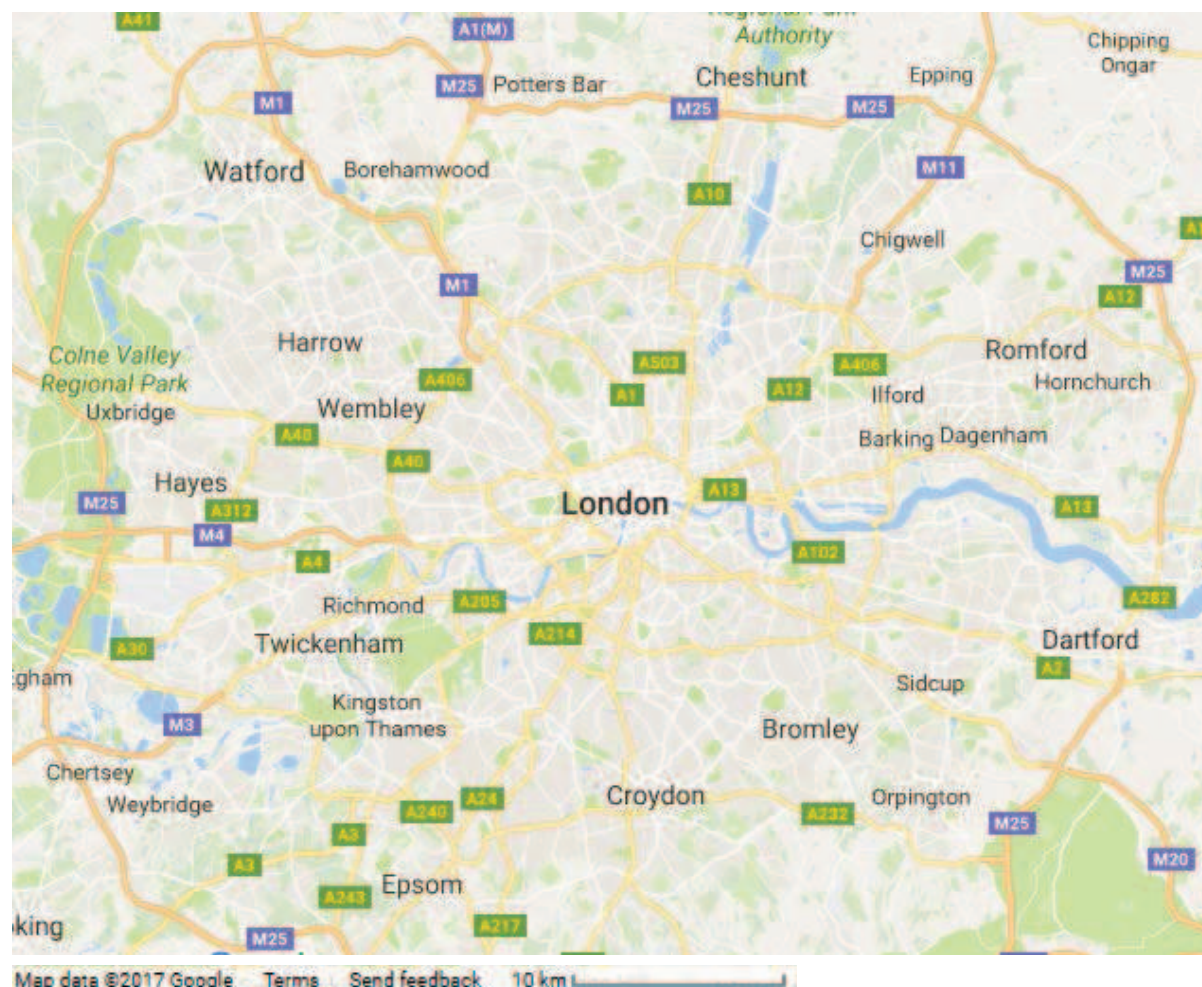 A41
A1(M)
Authority
Chipping
Ongar
Cheshunt
Epping
M25
Potters Bar
M1
M25
M25
Watford
Borehamwood
M11
A10
Chigwell
M25
M1
A12
Harrow
Colne Valley
Regional Park
A503
A406
Romford
A406
A1
A12
Ilford
Hornchurch
Uxbridge
Wembley
A40
Barking
Dagenham
A40
Hayes
M25
A312
London
A13
A13
M4
A4
A102
Richmond
A205
A282
Twickenham
A214
A30
Dartford
A2
gham
Sidcup
Kingston
upon Thames
M3
Bromley
Chertsey
Weybridge
Croydon
Orpington
A240
A24
A232
M25
A3
A3
M20
Epsom
A243
king
A217
M25
Map data ©2017 Google Terms Send feedback 10 km